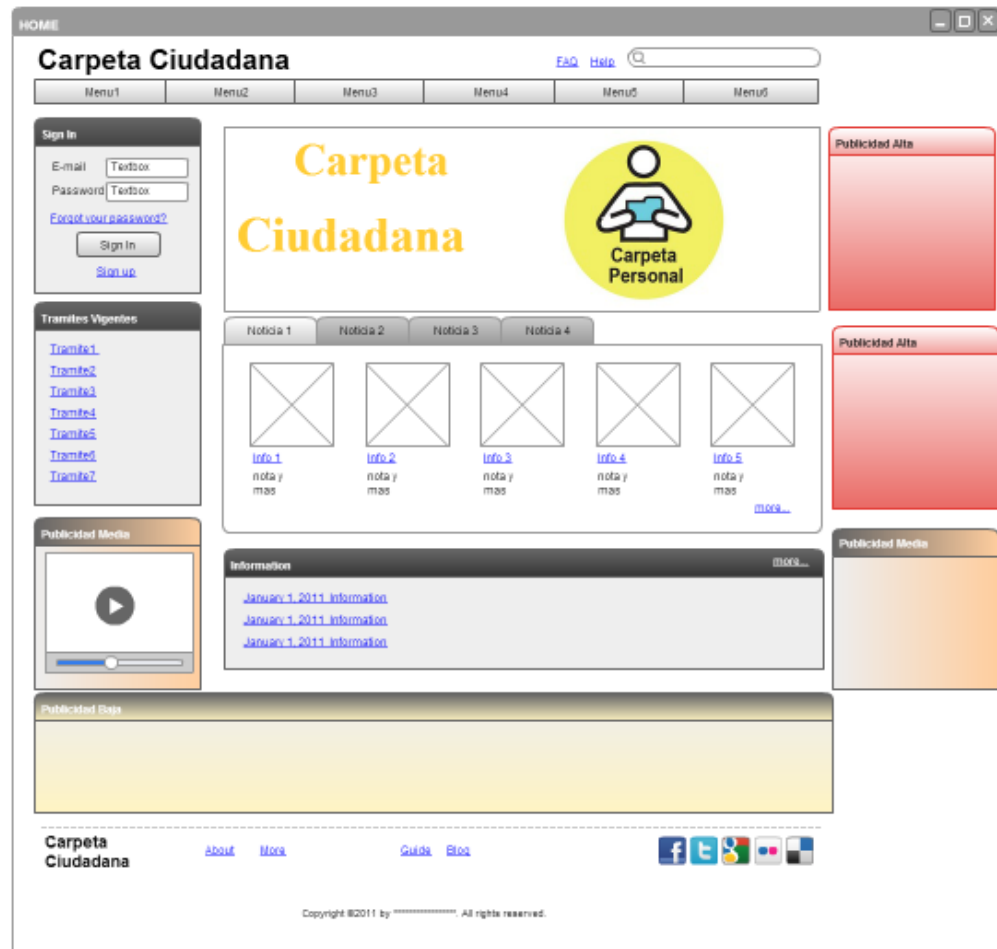 HOME
Carpeta Ciudadana
FAQ Help
Menu1 Menu2 Menu3 Menu4 Menu5 Menu6
Sign In
E-mail Textbox
Password Textbox
Forgot your password?
Sign In
Sign up
Carpeta
Ciudadana
Carpeta
Personal
Publicidad Alta
Tramites Vigentes
Tramite1
Tramite2
Tramite3
Tramite4
Tramite5
Tramite6
Tramite7
Noticia 1 Noticia 2 Noticia 3 Noticia 4
Info 1 Info 2 Info 3 Info 4 Info 5
nota y nota y nota y nota y nota y
mas mas mas mas mas
more...
Publicidad Alta
Publicidad Media
Information more...
January 1, 2011 Information
January 1, 2011 Information
January 1, 2011 Information
Publicidad Media
Publicidad Baja
Carpeta
Ciudadana
About More Guide Blog
Copyright ©2011 by ******************. All rights reserved.